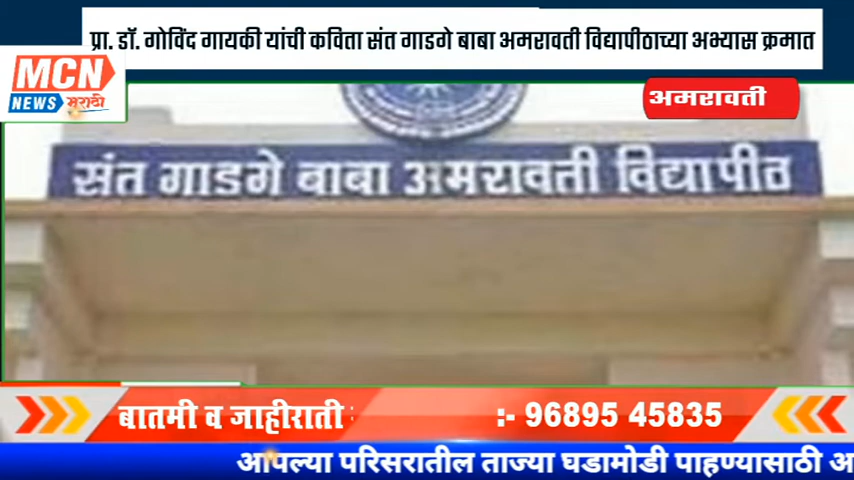 प्रा. डॉ. गोविंद गायकी यांची कविता संत गाडगे बाबा अमरावती विद्यापीठाच्या अभ्यास क्रमात
MCN
NEWS मराठी
अमरावती
संत गाडगे बाबा अमरावती विद्यापीठ
बातमी व जाहीराती :- 96895 45835
आपल्या परिसरातील ताज्या घडामोडी पाहण्यासाठी अ